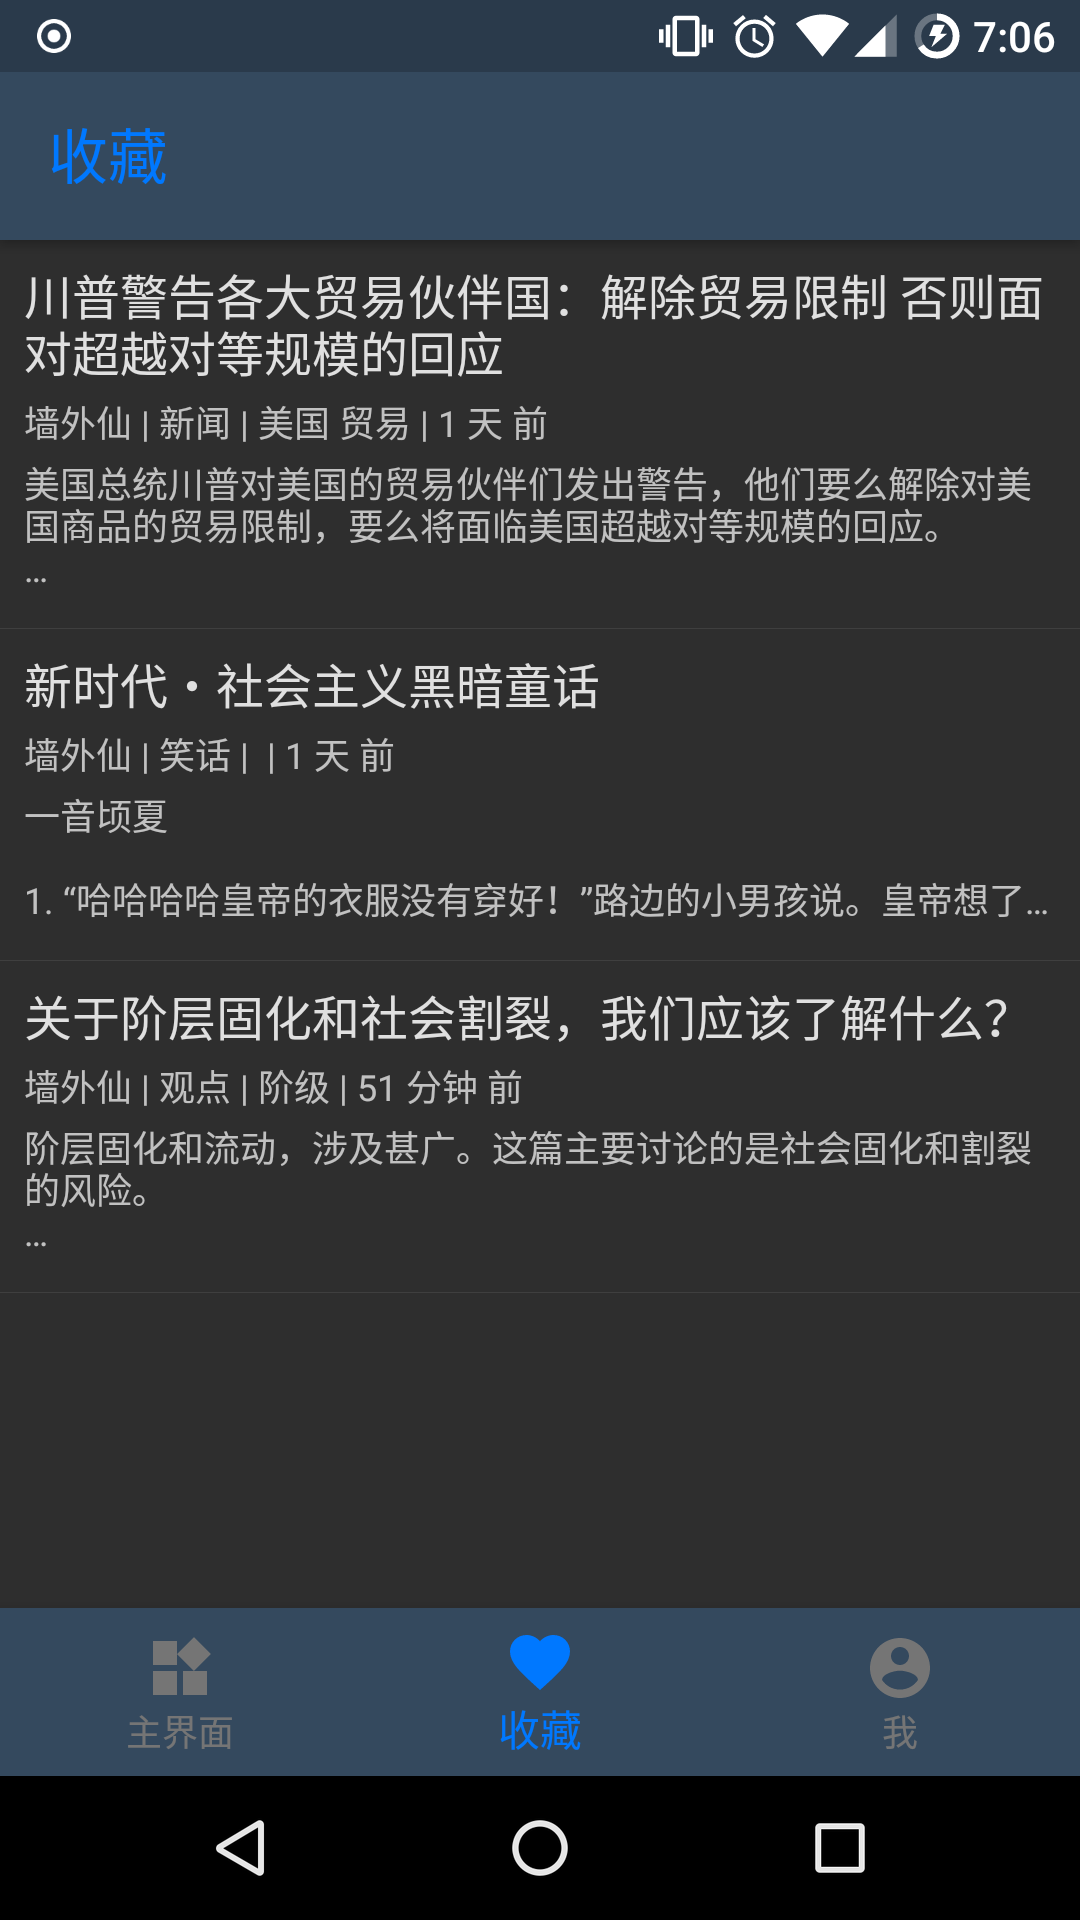 7:06
收藏
川普警告各大贸易伙伴国：解除贸易限制 否则面
对超越对等规模的回应
墙外仙 | 新闻 | 美国 贸易 | 1 天 前
美国总统川普对美国的贸易伙伴们发出警告，他们要么解除对美
国商品的贸易限制，要么将面临美国超越对等规模的回应。
…
新时代・社会主义黑暗童话
墙外仙 | 笑话 |  | 1 天 前
一音顷夏
1. “哈哈哈哈皇帝的衣服没有穿好！”路边的小男孩说。皇帝想了…
关于阶层固化和社会割裂，我们应该了解什么？
墙外仙 | 观点 | 阶级 | 51 分钟 前
阶层固化和流动，涉及甚广。这篇主要讨论的是社会固化和割裂
的风险。
…
主界面
收藏
我